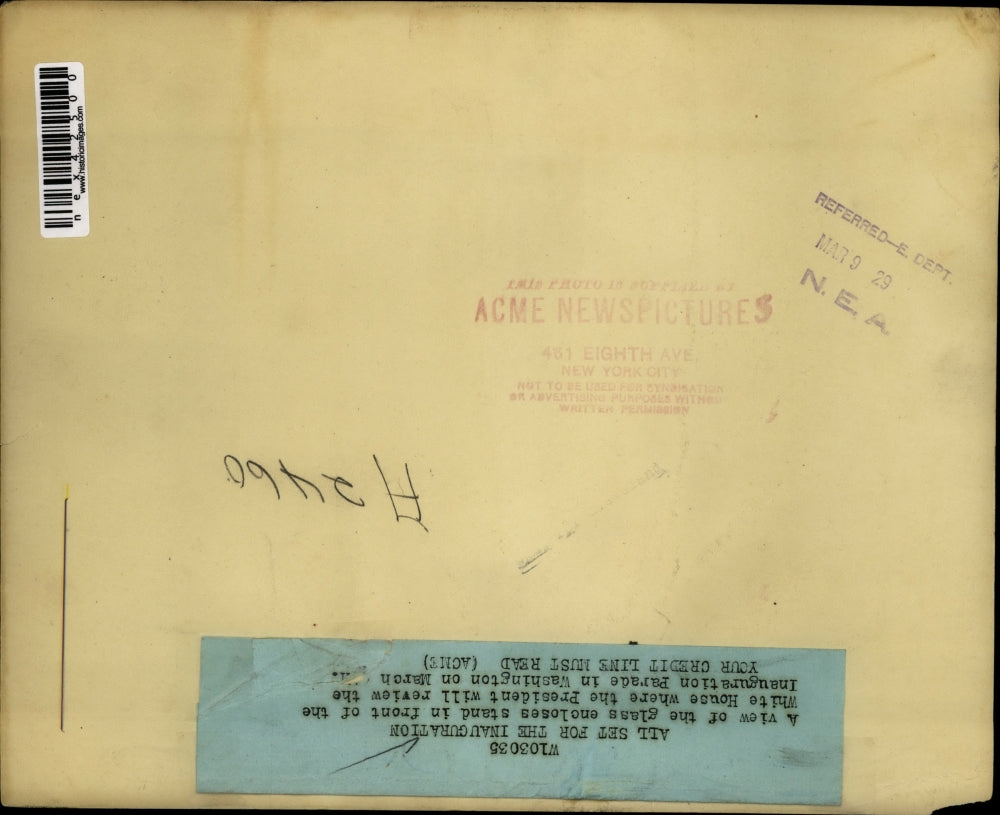 nex42500
www.historicimages.com
REFERRED—E. DEPT.
MAR 9 29
N. E. A.
THIS PHOTO IS SUPPLIED BY
ACME NEWSPICTURES
461 EIGHTH AVE.
NEW YORK CITY
NOT TO BE USED FOR SYNDICATION
OR ADVERTISING PURPOSES WITHOUT
WRITTEN PERMISSION
W103035
ALL SET FOR THE INAUGURATION
A view of the glass encloses stand in front of the
White House where the President will review the
Inauguration Parade in Washington on March
YOUR CREDIT LINE MUST READ (ACME)